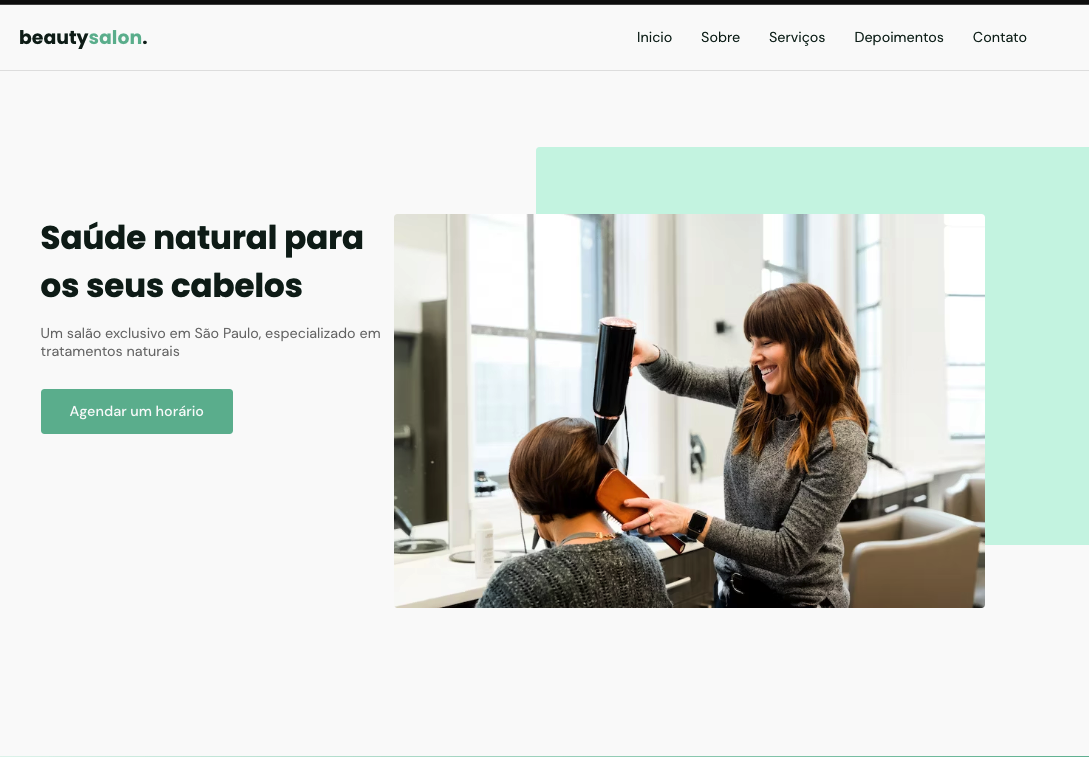 beautysalon.
Inicio Sobre Serviços Depoimentos Contato
Saúde natural para
os seus cabelos
Um salão exclusivo em São Paulo, especializado em
tratamentos naturais
Agendar um horário